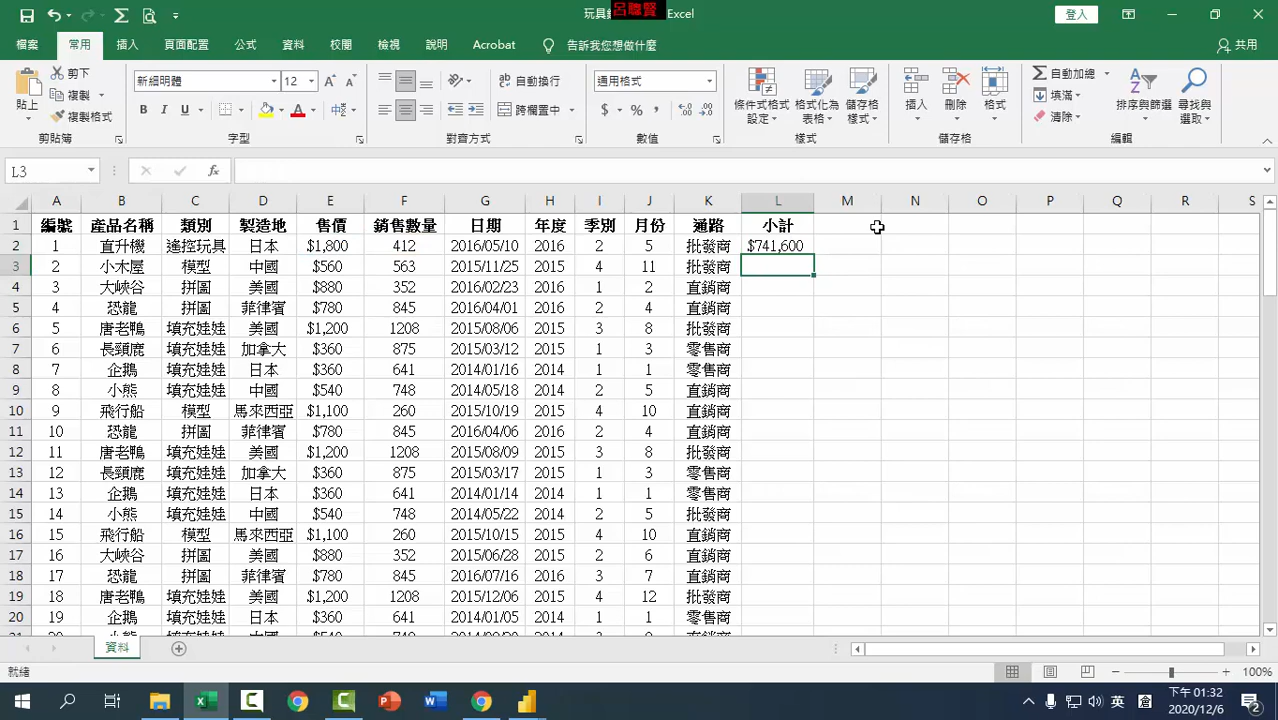 玩具 呂聰賢 Excel 登入
檔案 常用 插入 頁面配置 公式 資料 校閱 檢視 說明 Acrobat 告訴我您想做什麼 共用
貼上 剪下 複製 複製格式 剪貼簿
新細明體 12 B I U A 中 字型
自動換行 跨欄置中 對齊方式
通用格式 $ % 數值
條件式格式設定 格式化為表格 儲存格樣式 樣式
插入 刪除 格式 儲存格
自動加總 填滿 清除 排序與篩選 尋找與選取 編輯
L3 fx
A B C D E F G H I J K L M N O P Q R S
1 編號 產品名稱 類別 製造地 售價 銷售數量 日期 年度 季別 月份 通路 小計
2 1 直升機 遙控玩具 日本 $1,800 412 2016/05/10 2016 2 5 批發商 $741,600
3 2 小木屋 模型 中國 $560 563 2015/11/25 2015 4 11 批發商
4 3 大峽谷 拼圖 美國 $880 352 2016/02/23 2016 1 2 直銷商
5 4 恐龍 拼圖 菲律賓 $780 845 2016/04/01 2016 2 4 直銷商
6 5 唐老鴨 填充娃娃 美國 $1,200 1208 2015/08/06 2015 3 8 批發商
7 6 長頸鹿 填充娃娃 加拿大 $360 875 2015/03/12 2015 1 3 零售商
8 7 企鵝 填充娃娃 日本 $360 641 2014/01/16 2014 1 1 零售商
9 8 小熊 填充娃娃 中國 $540 748 2014/05/18 2014 2 5 直銷商
10 9 飛行船 模型 馬來西亞 $1,100 260 2015/10/19 2015 4 10 直銷商
11 10 恐龍 拼圖 菲律賓 $780 845 2016/04/06 2016 2 4 直銷商
12 11 唐老鴨 填充娃娃 美國 $1,200 1208 2015/08/09 2015 3 8 批發商
13 12 長頸鹿 填充娃娃 加拿大 $360 875 2015/03/17 2015 1 3 零售商
14 13 企鵝 填充娃娃 日本 $360 641 2014/01/14 2014 1 1 零售商
15 14 小熊 填充娃娃 中國 $540 748 2014/05/22 2014 2 5 批發商
16 15 飛行船 模型 馬來西亞 $1,100 260 2015/10/15 2015 4 10 直銷商
17 16 大峽谷 拼圖 美國 $880 352 2015/06/28 2015 2 6 直銷商
18 17 恐龍 拼圖 菲律賓 $780 845 2016/07/16 2016 3 7 直銷商
19 18 唐老鴨 填充娃娃 美國 $1,200 1208 2015/12/06 2015 4 12 批發商
20 19 企鵝 填充娃娃 日本 $360 641 2014/01/05 2014 1 1 零售商
資料
就緒 100%
下午 01:32
英 倉 2020/12/6 2